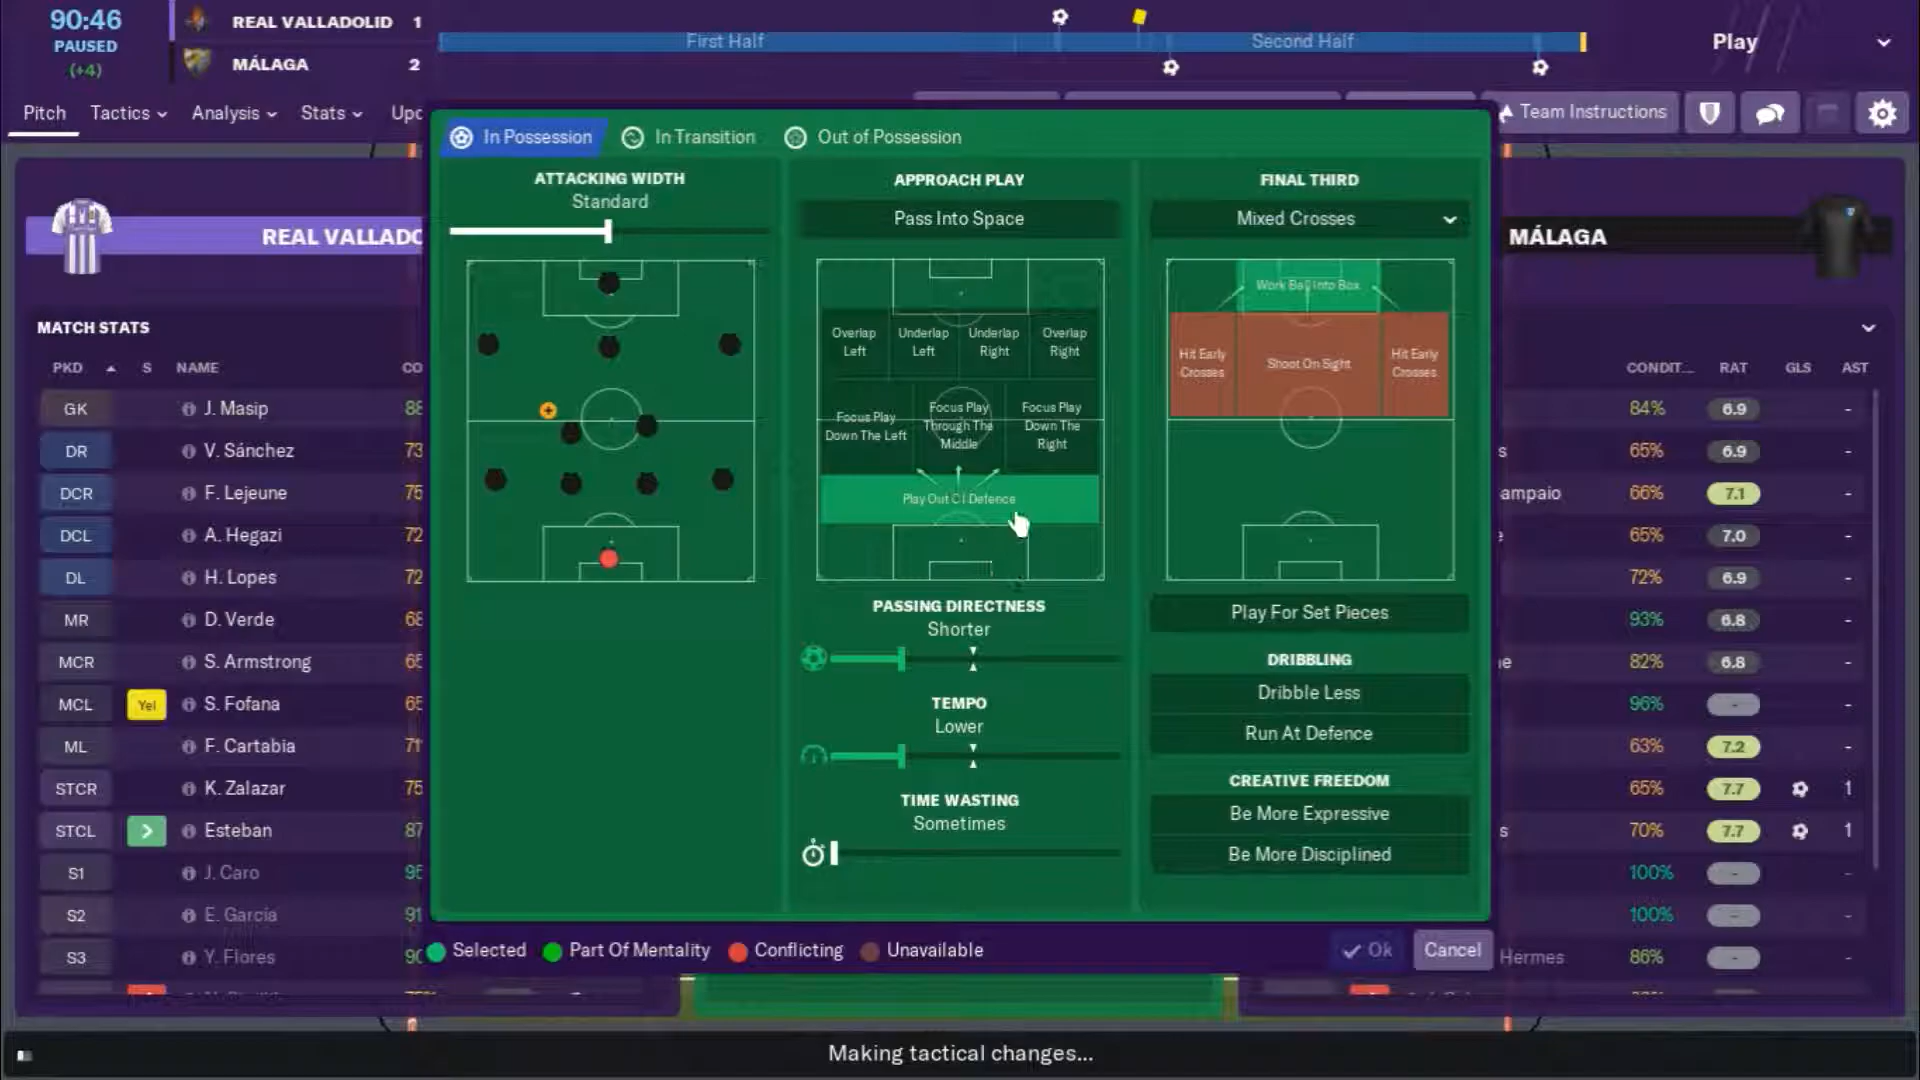 90:46
PAUSED
(+4)
REAL VALLADOLID 1
MÁLAGA 2
First Half
Second Half
Play
Pitch
Tactics
Analysis
Stats
Team Instructions
REAL VALLADO
MÁLAGA
In Possession
In Transition
Out of Possession
ATTACKING WIDTH
Standard
APPROACH PLAY
Pass Into Space
Overlap Left
Underlap Left
Underlap Right
Overlap Right
Focus Play Down The Left
Focus Play Through The Middle
Focus Play Down The Right
Play Out Of Defence
PASSING DIRECTNESS
Shorter
TEMPO
Lower
TIME WASTING
Sometimes
FINAL THIRD
Mixed Crosses
Work Ball Into Box
Hit Early Crosses
Shoot On Sight
Hit Early Crosses
Play For Set Pieces
DRIBBLING
Dribble Less
Run At Defence
CREATIVE FREEDOM
Be More Expressive
Be More Disciplined
Selected
Part Of Mentality
Conflicting
Unavailable
Ok
Cancel
MATCH STATS
PKD S NAME CO
GK J. Masip
DR V. Sánchez 73
DCR F. Lejeune 75
DCL A. Hegazi 72
DL H. Lopes 72
MR D. Verde
MCR S. Armstrong
MCL Yel S. Fofana
ML F. Cartabia 71
STCR K. Zalazar 75
STCL Esteban 87
S1 J. Caro
S2 E. García 91
S3 Y. Flores
CONDIT... RAT GLS AST
84% 6.9 -
65% 6.9 -
ampaio 66% 7.1 -
65% 7.0 -
72% 6.9 -
93% 6.8 -
82% 6.8 -
96% - -
63% 7.2 -
65% 7.7 1
70% 7.7 1
100% - -
100% - -
Hermes 86% - -
Making tactical changes...